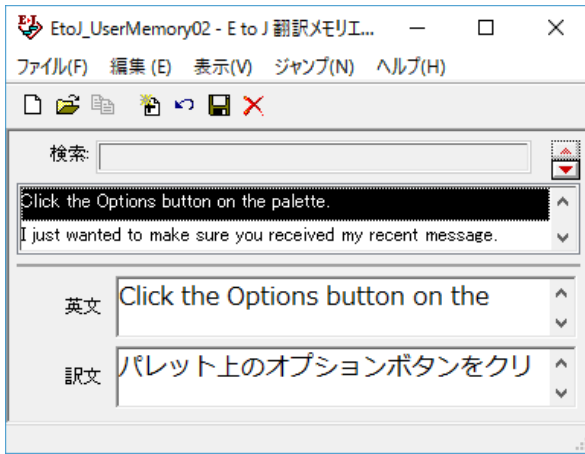 EtoJ_UserMemory02 - E to J 翻訳メモリエ...
ファイル(F) 編集(E) 表示(V) ジャンプ(N) ヘルプ(H)
検索:
Click the Options button on the palette.
I just wanted to make sure you received my recent message.
英文 Click the Options button on the
訳文 パレット上のオプションボタンをクリ